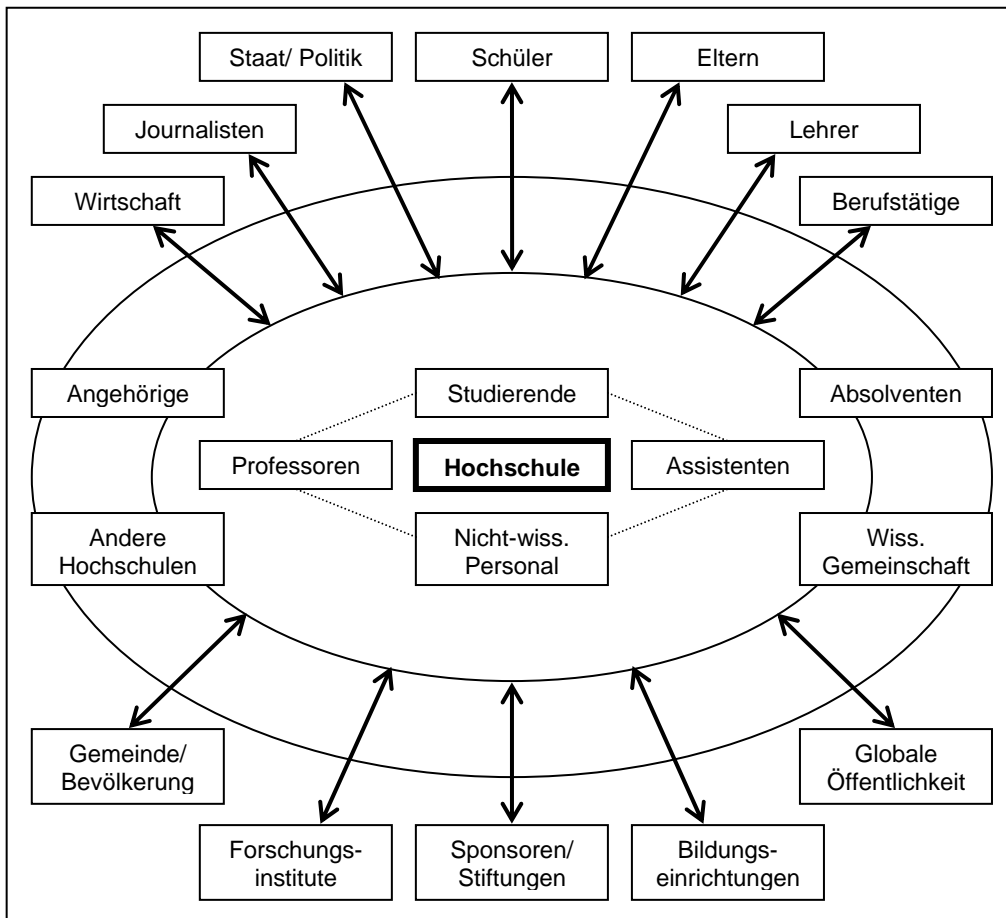 Staat/ Politik
Schüler
Eltern
Journalisten
Lehrer
Wirtschaft
Berufstätige
Angehörige
Studierende
Absolventen
Professoren
Hochschule
Assistenten
Andere
Hochschulen
Nicht-wiss.
Personal
Wiss.
Gemeinschaft
Gemeinde/
Bevölkerung
Globale
Öffentlichkeit
Forschungs-
institute
Sponsoren/
Stiftungen
Bildungs-
einrichtungen